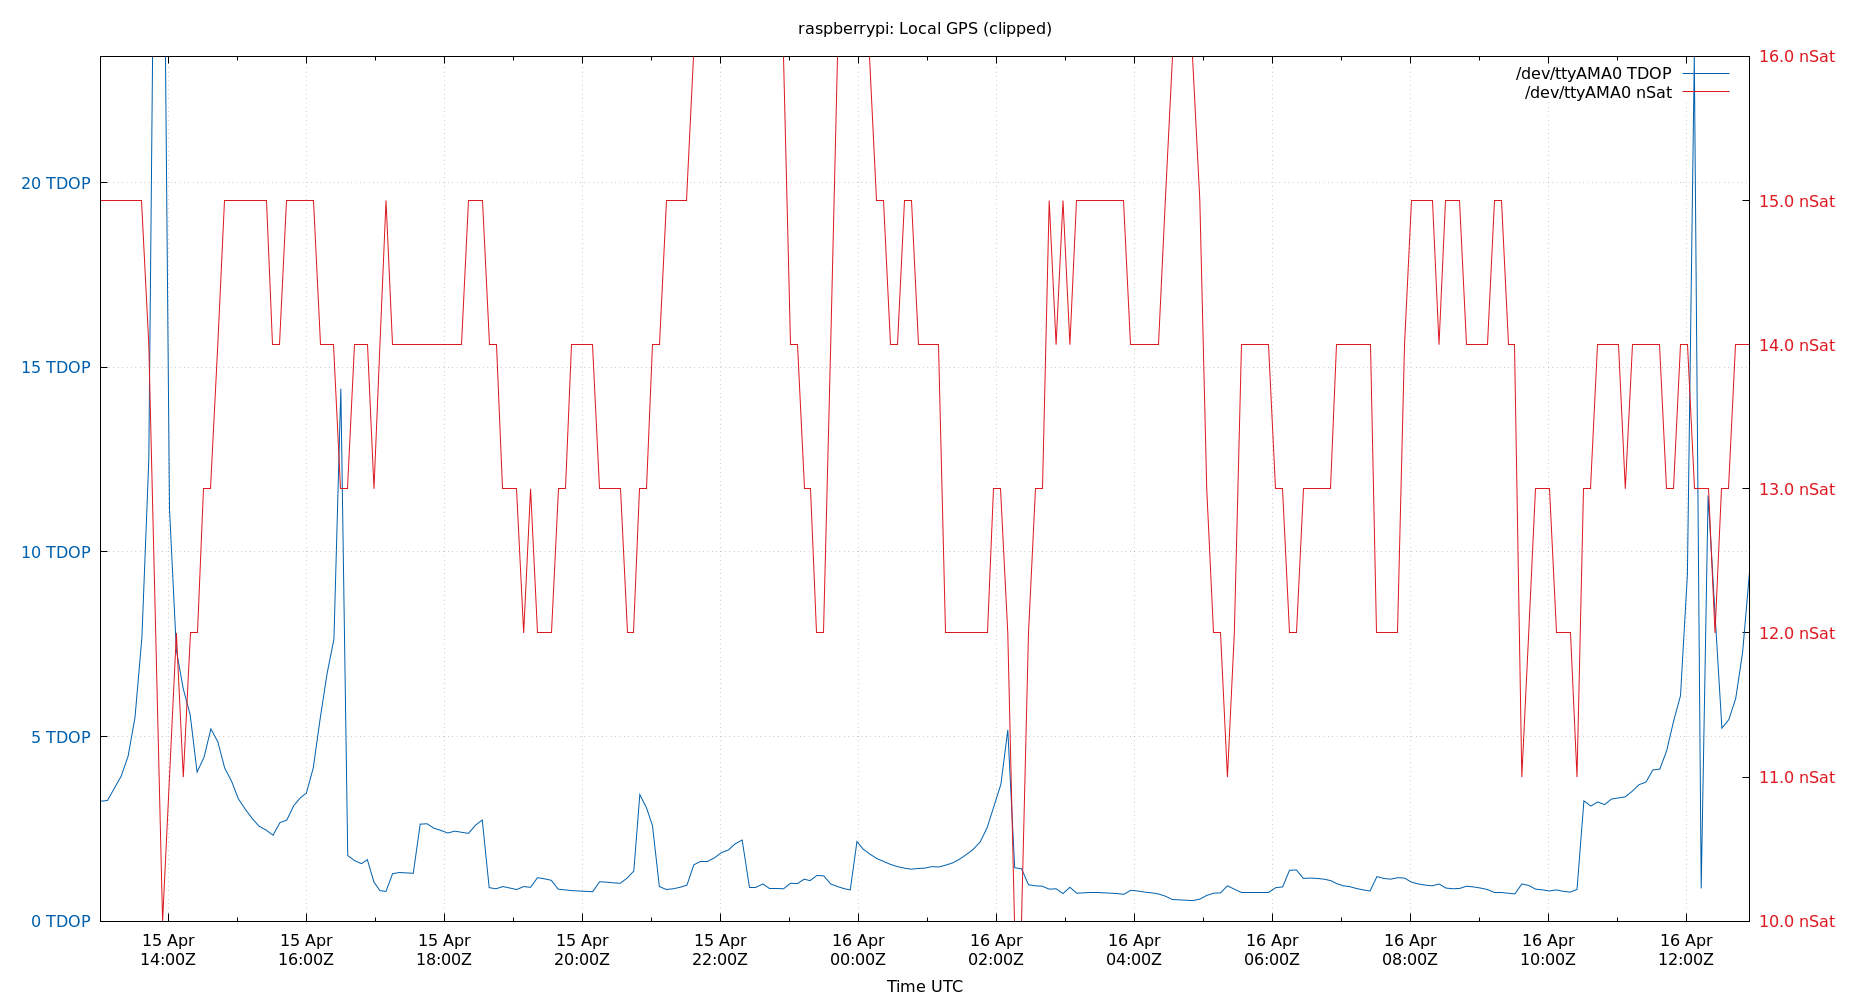 raspberrypi: Local GPS (clipped)
/dev/ttyAMA0 TDOP
/dev/ttyAMA0 nSat
20 TDOP
15 TDOP
10 TDOP
5 TDOP
0 TDOP
16.0 nSat
15.0 nSat
14.0 nSat
13.0 nSat
12.0 nSat
11.0 nSat
10.0 nSat
15 Apr
14:00Z
15 Apr
16:00Z
15 Apr
18:00Z
15 Apr
20:00Z
15 Apr
22:00Z
16 Apr
00:00Z
16 Apr
02:00Z
16 Apr
04:00Z
16 Apr
06:00Z
16 Apr
08:00Z
16 Apr
10:00Z
16 Apr
12:00Z
Time UTC